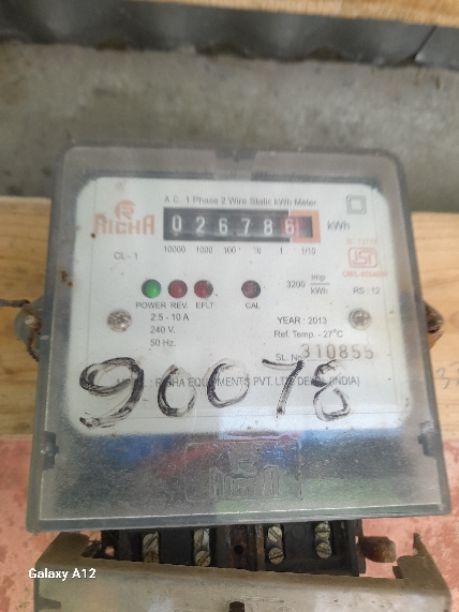 A.C. 1 Phase 2 Wire Static kWh Meter
RICHA
026.786 kWh
10000 1000 100 10 1 1/10
CL - 1
3200 imp/kWh
RS : 12
POWER REV. EFLT CAL
2.5 - 10 A
240 V.
50 Hz.
YEAR : 2013
Ref. Temp. - 27°C
SL. No 310855
RICHA EQUIPMENTS PVT. LTD. DELHI (INDIA)
90078
Galaxy A12